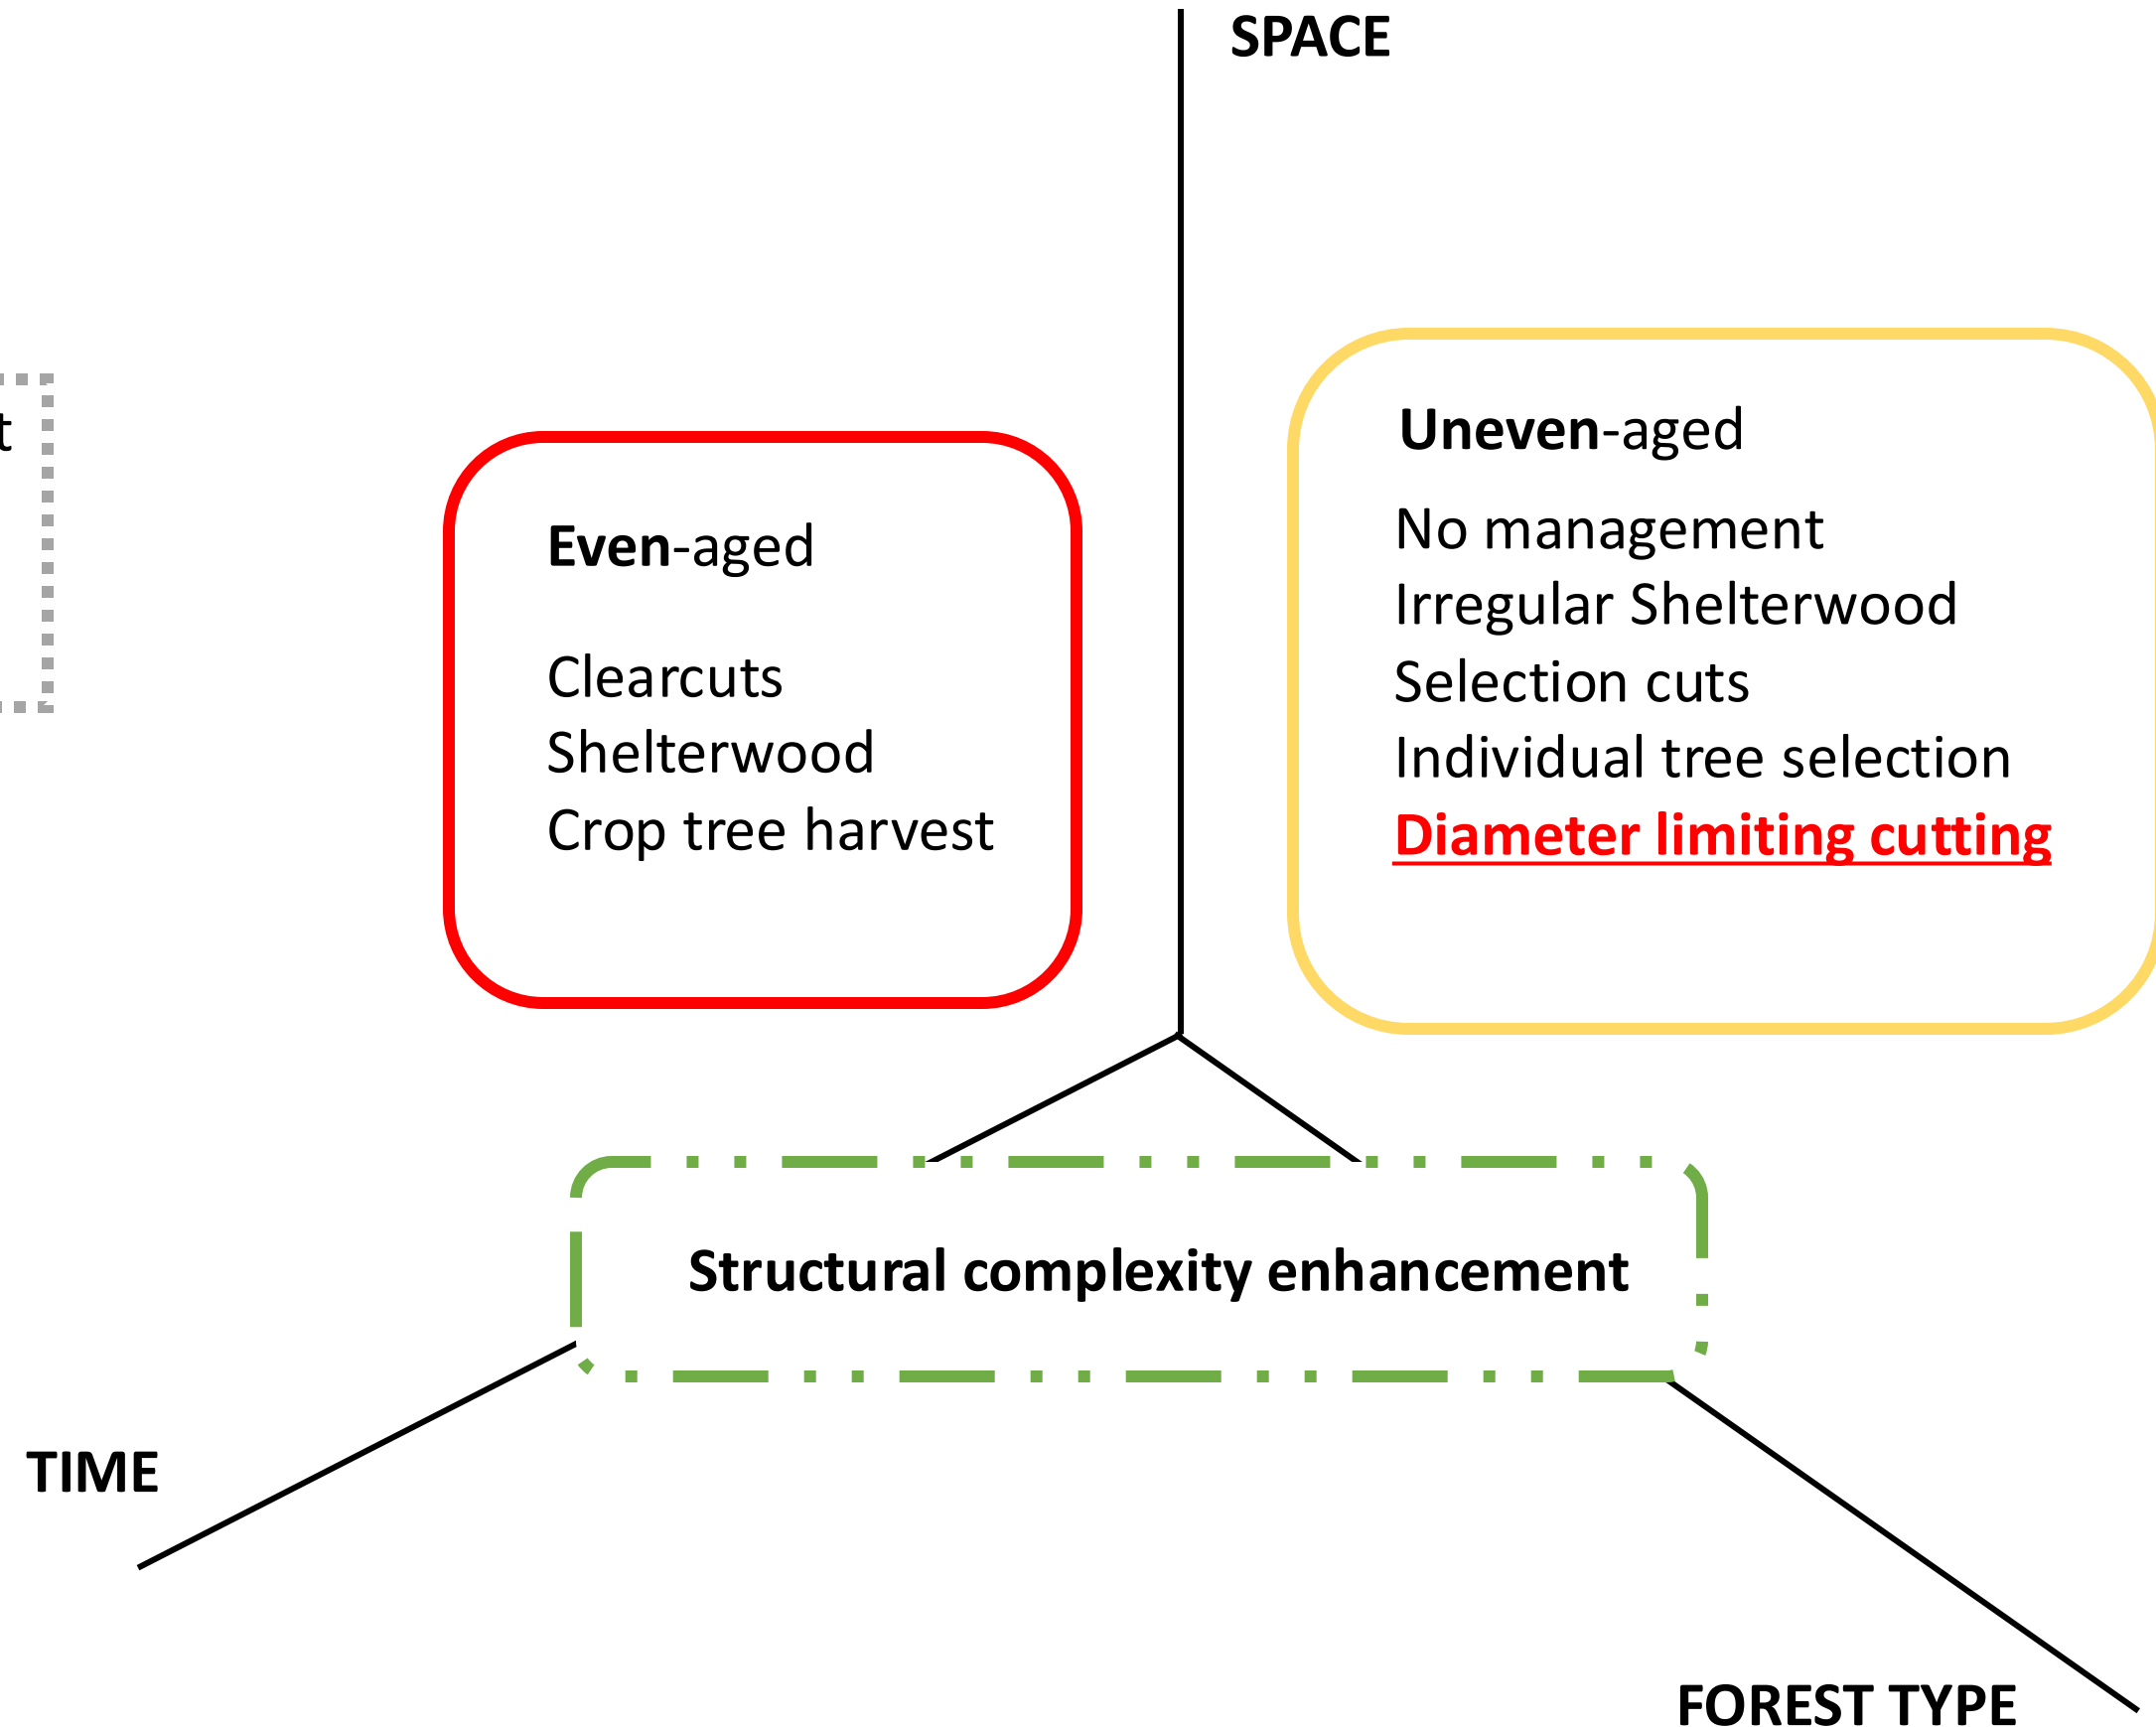 SPACE
Even-aged
Clearcuts
Shelterwood
Crop tree harvest
Uneven-aged
No management
Irregular Shelterwood
Selection cuts
Individual tree selection
Diameter limiting cutting
Structural complexity enhancement
TIME
FOREST TYPE